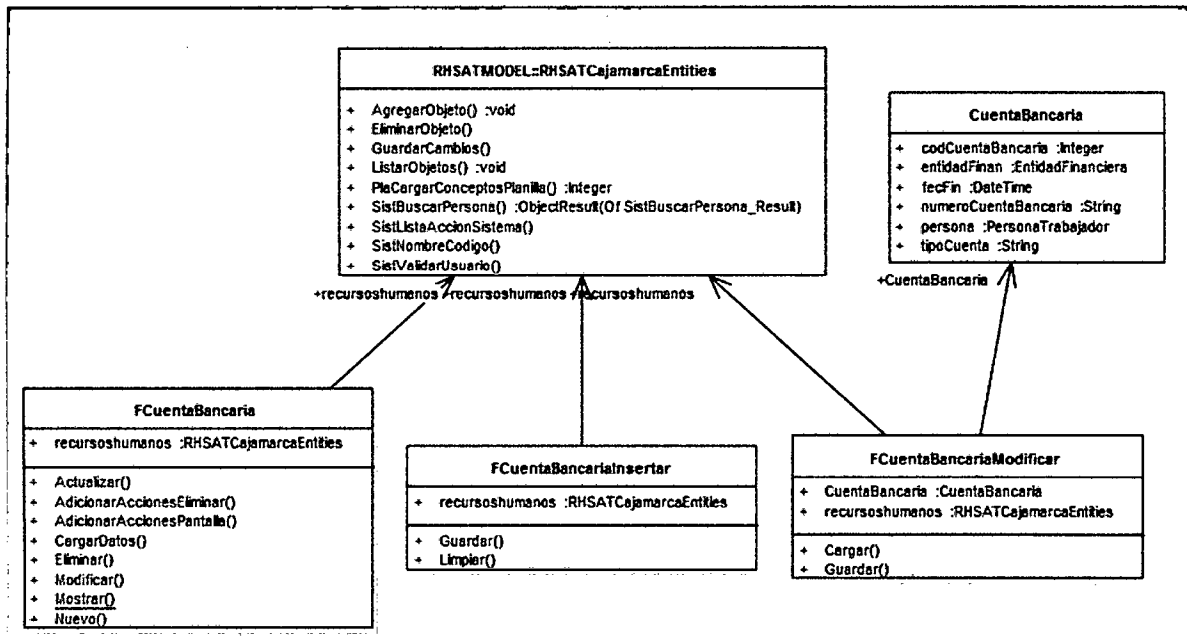 RHSATMODEL::RHSATCajamarcaEntities
+ AgregarObjeto() :void
+ EliminarObjeto()
+ GuardarCambios()
+ ListarObjetos() :void
+ PlaCargarConceptosPlanilla() :Integer
+ SistBuscarPersona() :ObjectResult(Of SistBuscarPersona_Result)
+ SistListaAccionSistema()
+ SistNombreCodigo()
+ SistValidarUsuario()
CuentaBancaria
+ codCuentaBancaria :Integer
+ entidadFinan :EntidadFinanciera
+ fecFin :DateTime
+ numeroCuentaBancaria :String
+ persona :PersonaTrabajador
+ tipoCuenta :String
+recursoshumanos +recursoshumanos +recursoshumanos
+CuentaBancaria
FCuentaBancaria
+ recursoshumanos :RHSATCajamarcaEntities
+ Actualizar()
+ AdicionarAccionesEliminar()
+ AdicionarAccionesPantalla()
+ CargarDatos()
+ Eliminar()
+ Modificar()
+ Mostrar()
+ Nuevo()
FCuentaBancariaInsertar
+ recursoshumanos :RHSATCajamarcaEntities
+ Guardar()
+ Limpiar()
FCuentaBancariaModificar
+ CuentaBancaria :CuentaBancaria
+ recursoshumanos :RHSATCajamarcaEntities
+ Cargar()
+ Guardar()